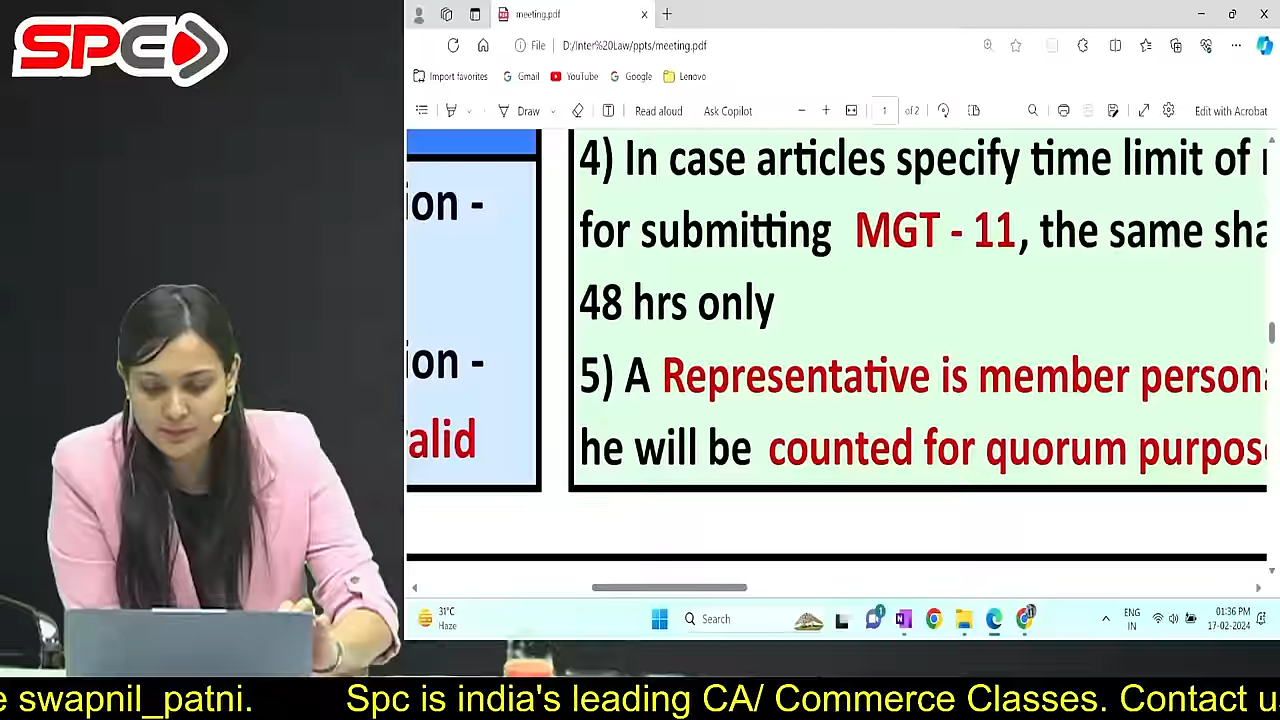 SPC
meeting.pdf
File D:/Inter%20Law/ppts/meeting.pdf
Import favorites Gmail YouTube Google Lenovo
Draw Read aloud Ask Copilot 1 of 2 Edit with Acrobat
ion -
ion -
alid
4) In case articles specify time limit of
for submitting MGT - 11, the same sha
48 hrs only
5) A Representative is member persona
he will be counted for quorum purpose
31°C
Haze
Search
ENG
IN
01:36 PM
17-02-2024
e swapnil_patni. Spc is india's leading CA/ Commerce Classes. Contact u